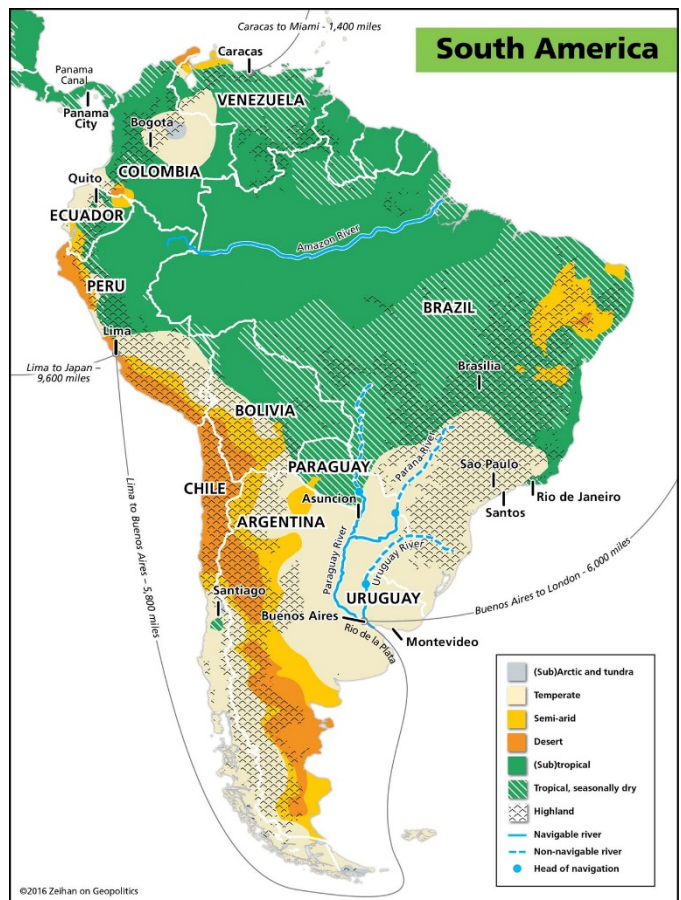 Caracas to Miami - 1,400 miles
South America
Caracas
Panama
Canal
Panama
City
VENEZUELA
Bogota
COLOMBIA
Quito
ECUADOR
Amazon River
PERU
BRAZIL
Lima
Lima to Japan –
9,600 miles
Brasilia
BOLIVIA
Parana River
PARAGUAY
Sao Paulo
CHILE
Asuncion
Rio de Janeiro
Santos
ARGENTINA
Lima to Buenos Aires – 5,800 miles
Paraguay River
Uruguay River
Santiago
URUGUAY
Buenos Aires to London - 6,000 miles
Buenos Aires
Rio de la Plata
Montevideo
(Sub)Arctic and tundra
Temperate
Semi-arid
Desert
(Sub)tropical
Tropical, seasonally dry
Highland
Navigable river
Non-navigable river
Head of navigation
©2016 Zeihan on Geopolitics